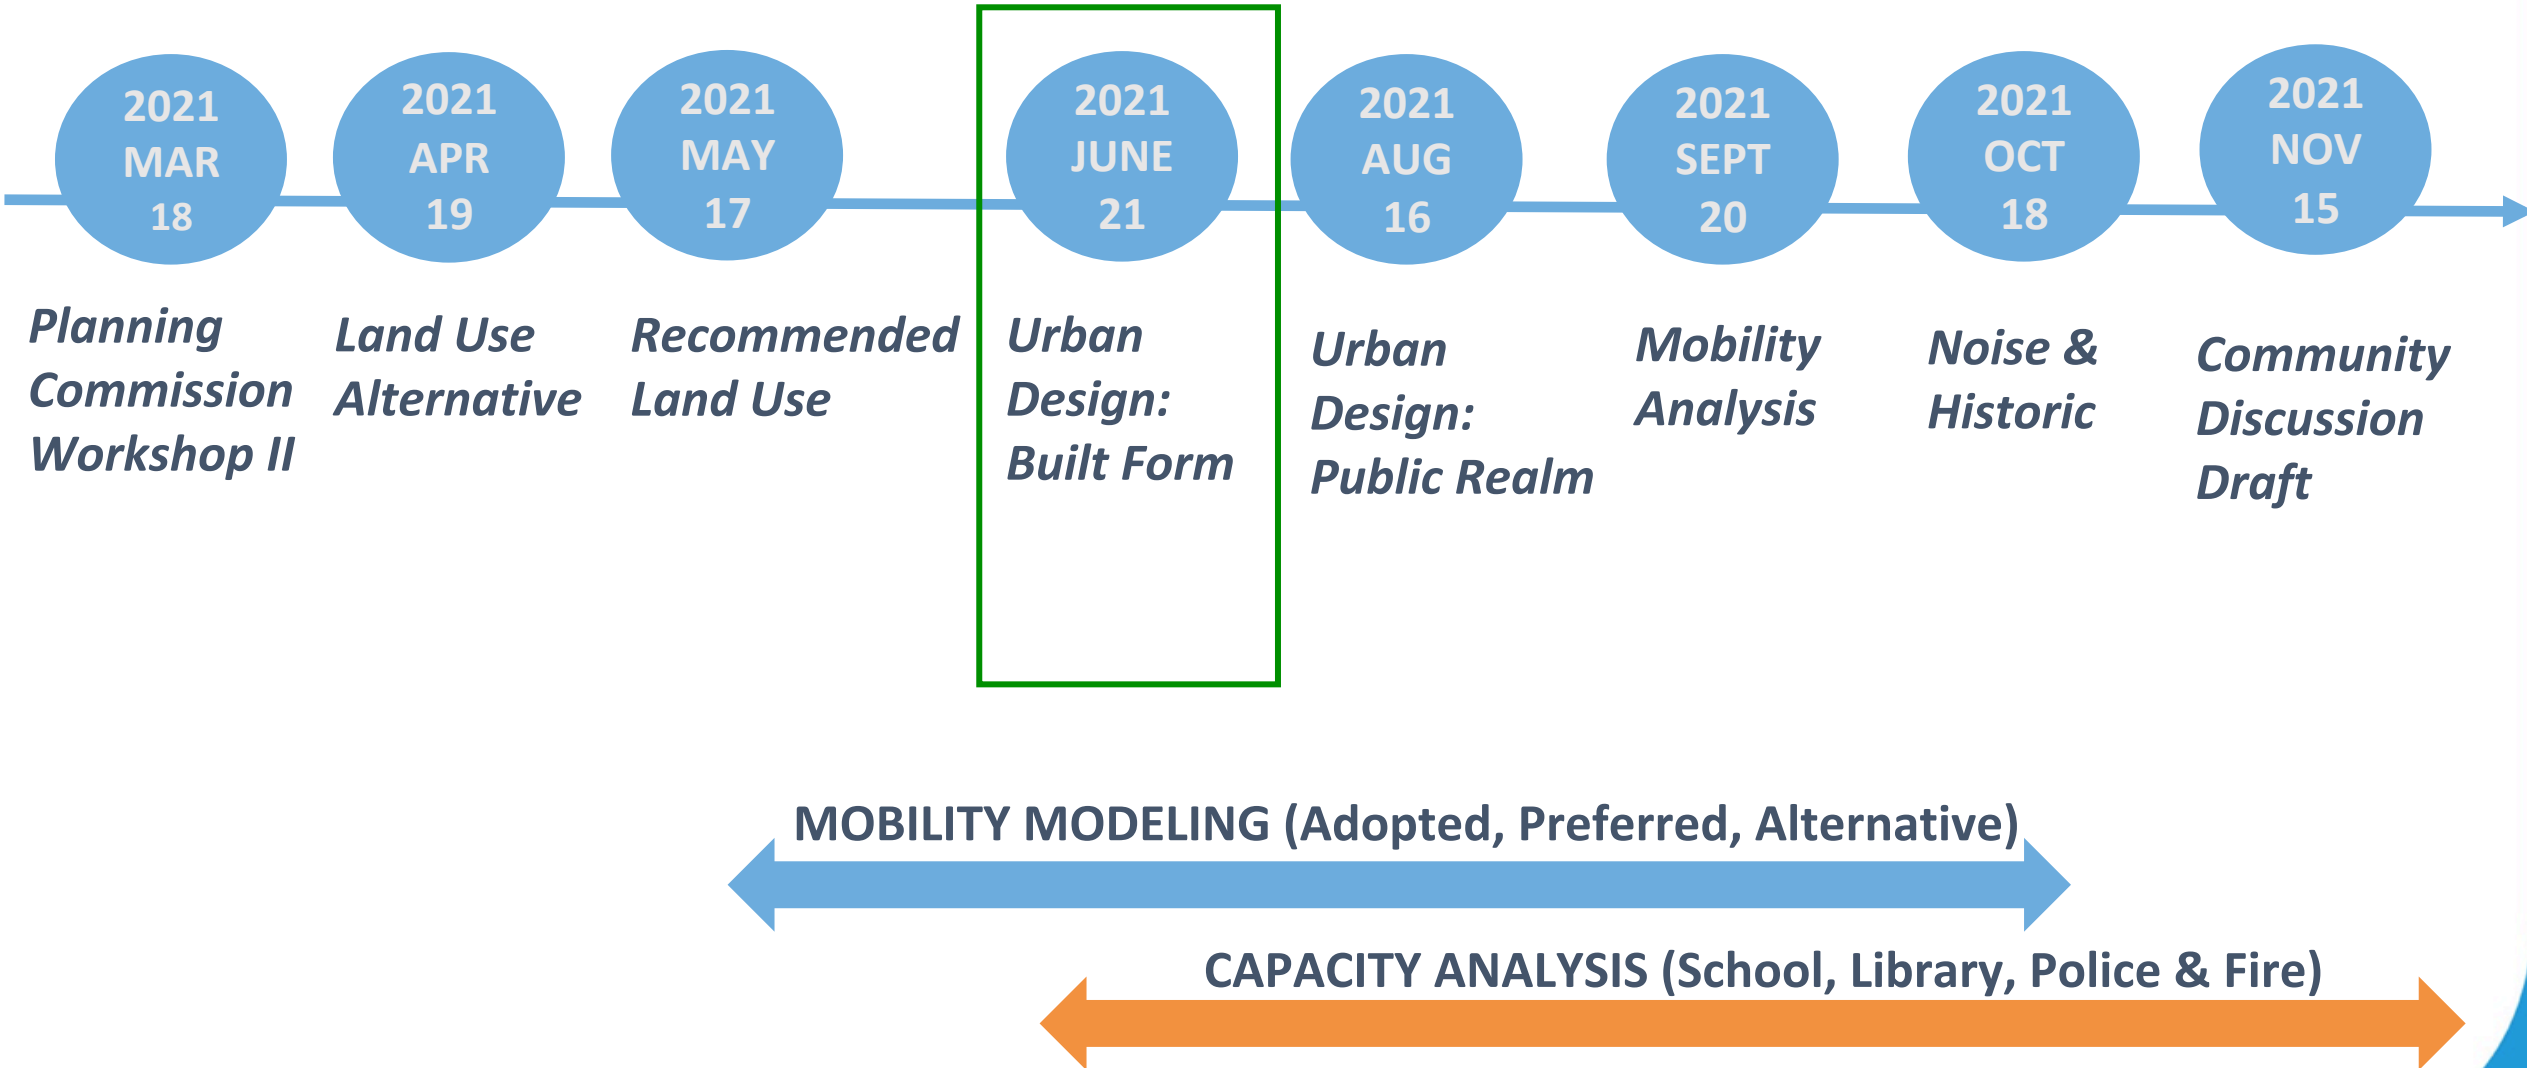 2021
MAR
18
2021
APR
19
2021
MAY
17
2021
JUNE
21
2021
AUG
16
2021
SEPT
20
2021
OCT
18
2021
NOV
15
Planning
Commission
Workshop II
Land Use
Alternative
Recommended
Land Use
Urban
Design:
Built Form
Urban
Design:
Public Realm
Mobility
Analysis
Noise &
Historic
Community
Discussion
Draft
MOBILITY MODELING (Adopted, Preferred, Alternative)
CAPACITY ANALYSIS (School, Library, Police & Fire)